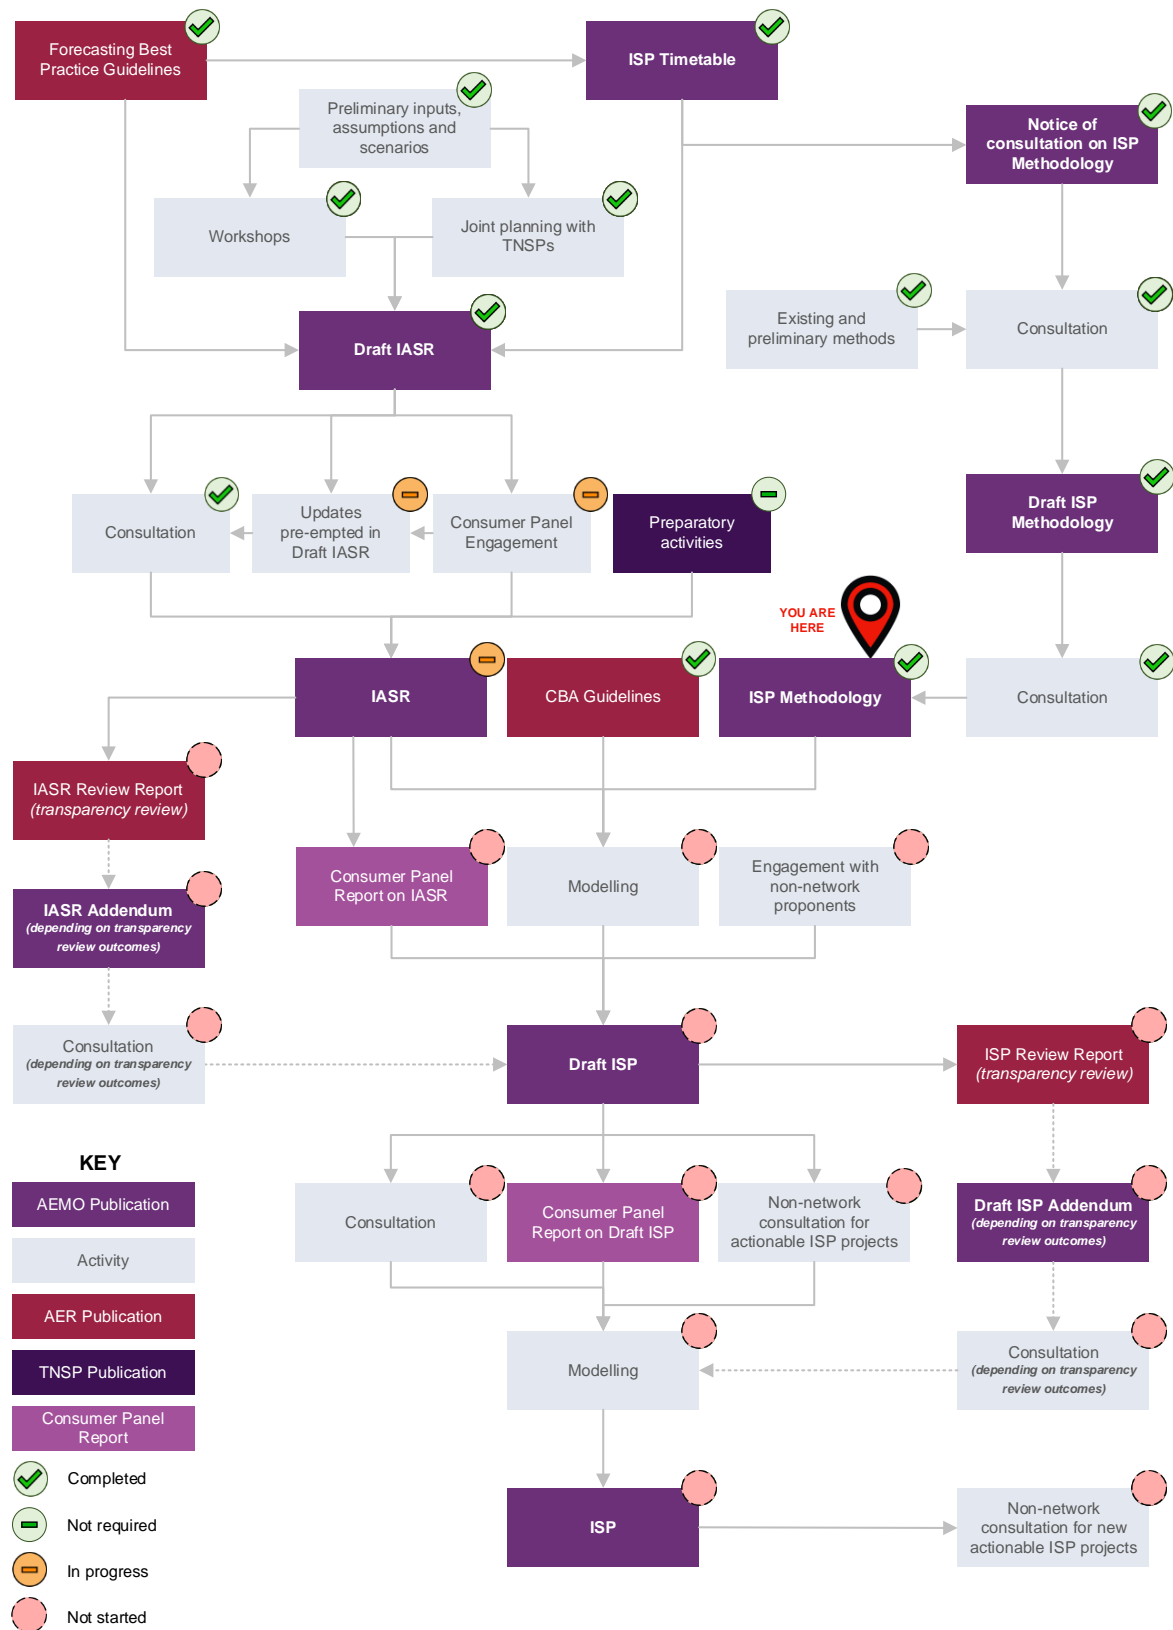 Forecasting Best
Practice Guidelines
ISP Timetable
Preliminary inputs,
assumptions and
scenarios
Notice of
consultation on ISP
Methodology
Workshops
Joint planning with
TNSPs
Existing and
preliminary methods
Consultation
Draft IASR
Draft ISP
Methodology
Consultation
Updates
pre-empted in
Draft IASR
Consumer Panel
Engagement
Preparatory
activities
YOU ARE
HERE
IASR
CBA Guidelines
ISP Methodology
Consultation
IASR Review Report
(transparency review)
Consumer Panel
Report on IASR
Modelling
Engagement with
non-network
proponents
IASR Addendum
(depending on transparency
review outcomes)
Consultation
(depending on transparency
review outcomes)
Draft ISP
ISP Review Report
(transparency review)
Consultation
Consumer Panel
Report on Draft ISP
Non-network
consultation for
actionable ISP projects
Draft ISP Addendum
(depending on transparency
review outcomes)
Modelling
Consultation
(depending on transparency
review outcomes)
ISP
Non-network
consultation for new
actionable ISP projects
KEY
AEMO Publication
Activity
AER Publication
TNSP Publication
Consumer Panel
Report
Completed
Not required
In progress
Not started